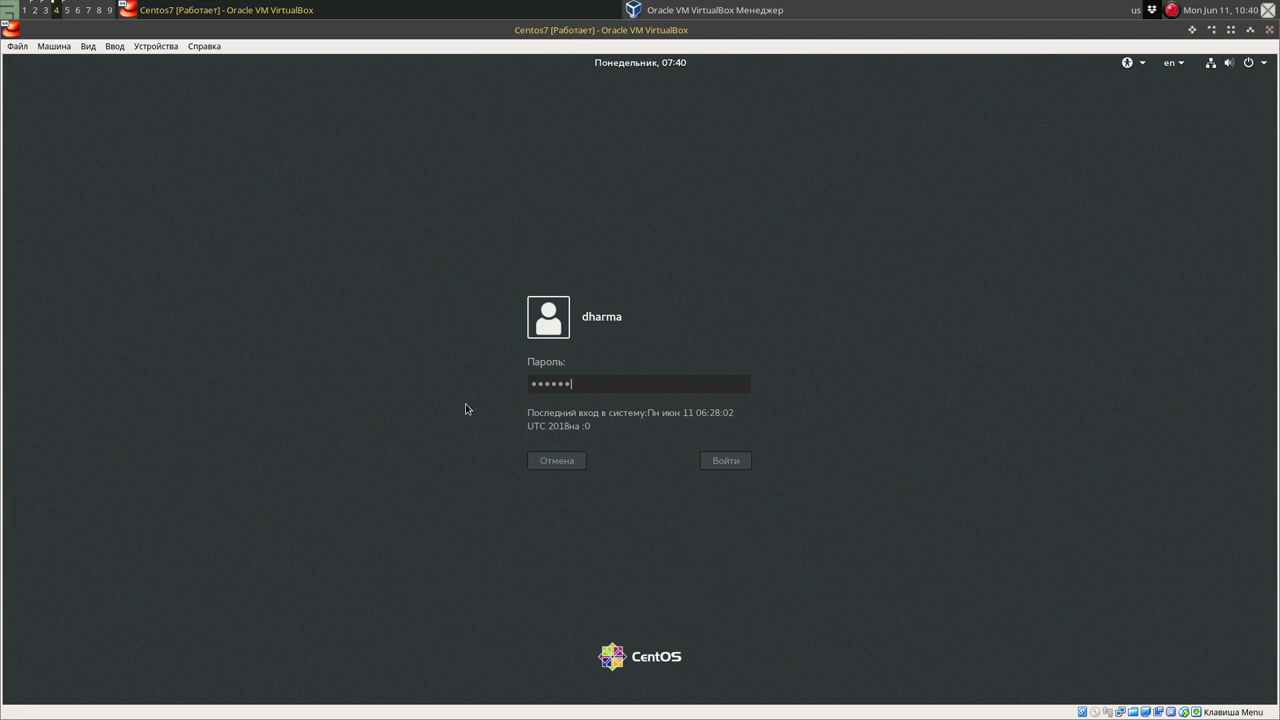 1 2 3 4 5 6 7 8 9 Centos7 [Работает] - Oracle VM VirtualBox Oracle VM VirtualBox Менеджер us Mon Jun 11, 10:40
Centos7 [Работает] - Oracle VM VirtualBox
Файл Машина Вид Ввод Устройства Справка
Понедельник, 07:40 en
dharma
Пароль:
Последний вход в систему:Пн июн 11 06:28:02
UTC 2018на :0
Отмена Войти
CentOS
Клавиша Menu